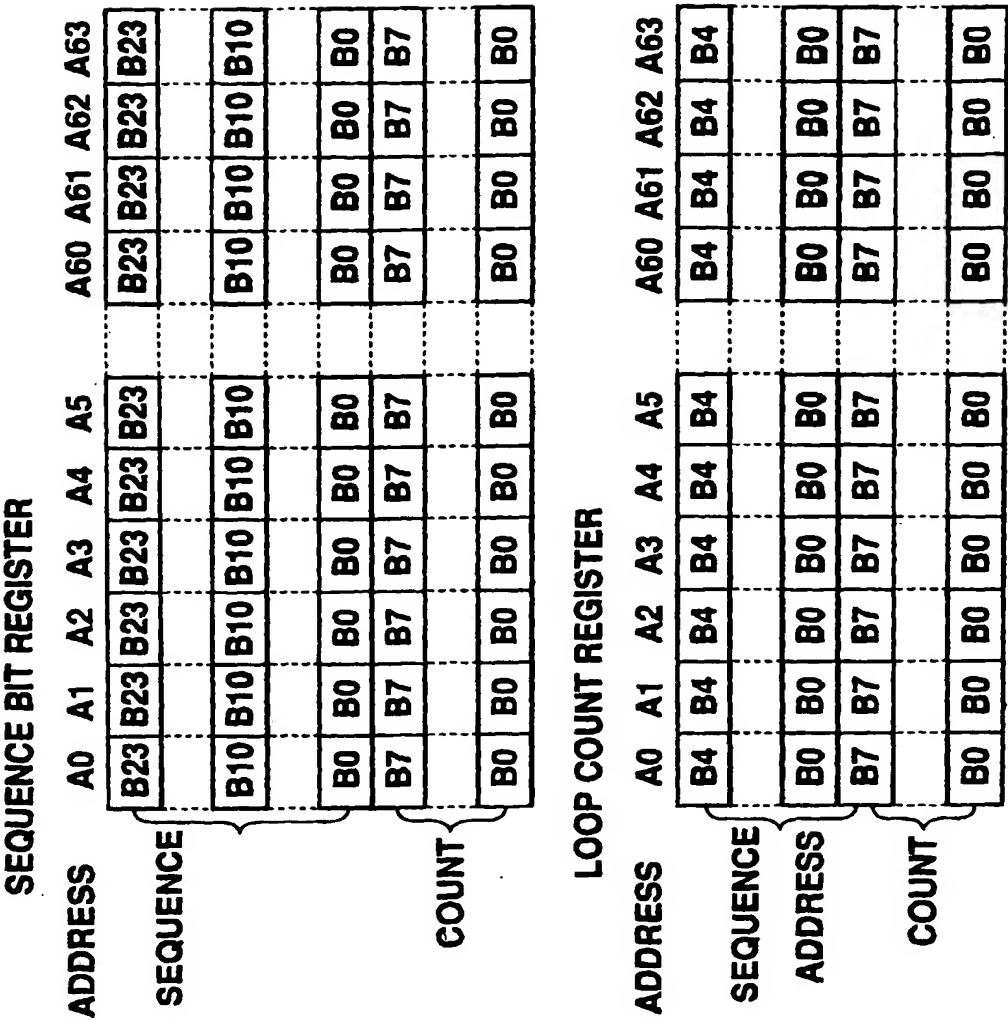 SEQUENCE BIT REGISTER
ADDRESS A0 A1 A2 A3 A4 A5 A60 A61 A62 A63
SEQUENCE
B23 B23 B23 B23 B23 B23 B23 B23 B23 B23
B10 B10 B10 B10 B10 B10 B10 B10 B10 B10
B0 B0 B0 B0 B0 B0 B0 B0 B0 B0
COUNT
B7 B7 B7 B7 B7 B7 B7 B7 B7 B7
B0 B0 B0 B0 B0 B0 B0 B0 B0 B0
LOOP COUNT REGISTER
ADDRESS A0 A1 A2 A3 A4 A5 A60 A61 A62 A63
SEQUENCE
ADDRESS
B4 B4 B4 B4 B4 B4 B4 B4 B4 B4
B0 B0 B0 B0 B0 B0 B0 B0 B0 B0
COUNT
B7 B7 B7 B7 B7 B7 B7 B7 B7 B7
B0 B0 B0 B0 B0 B0 B0 B0 B0 B0